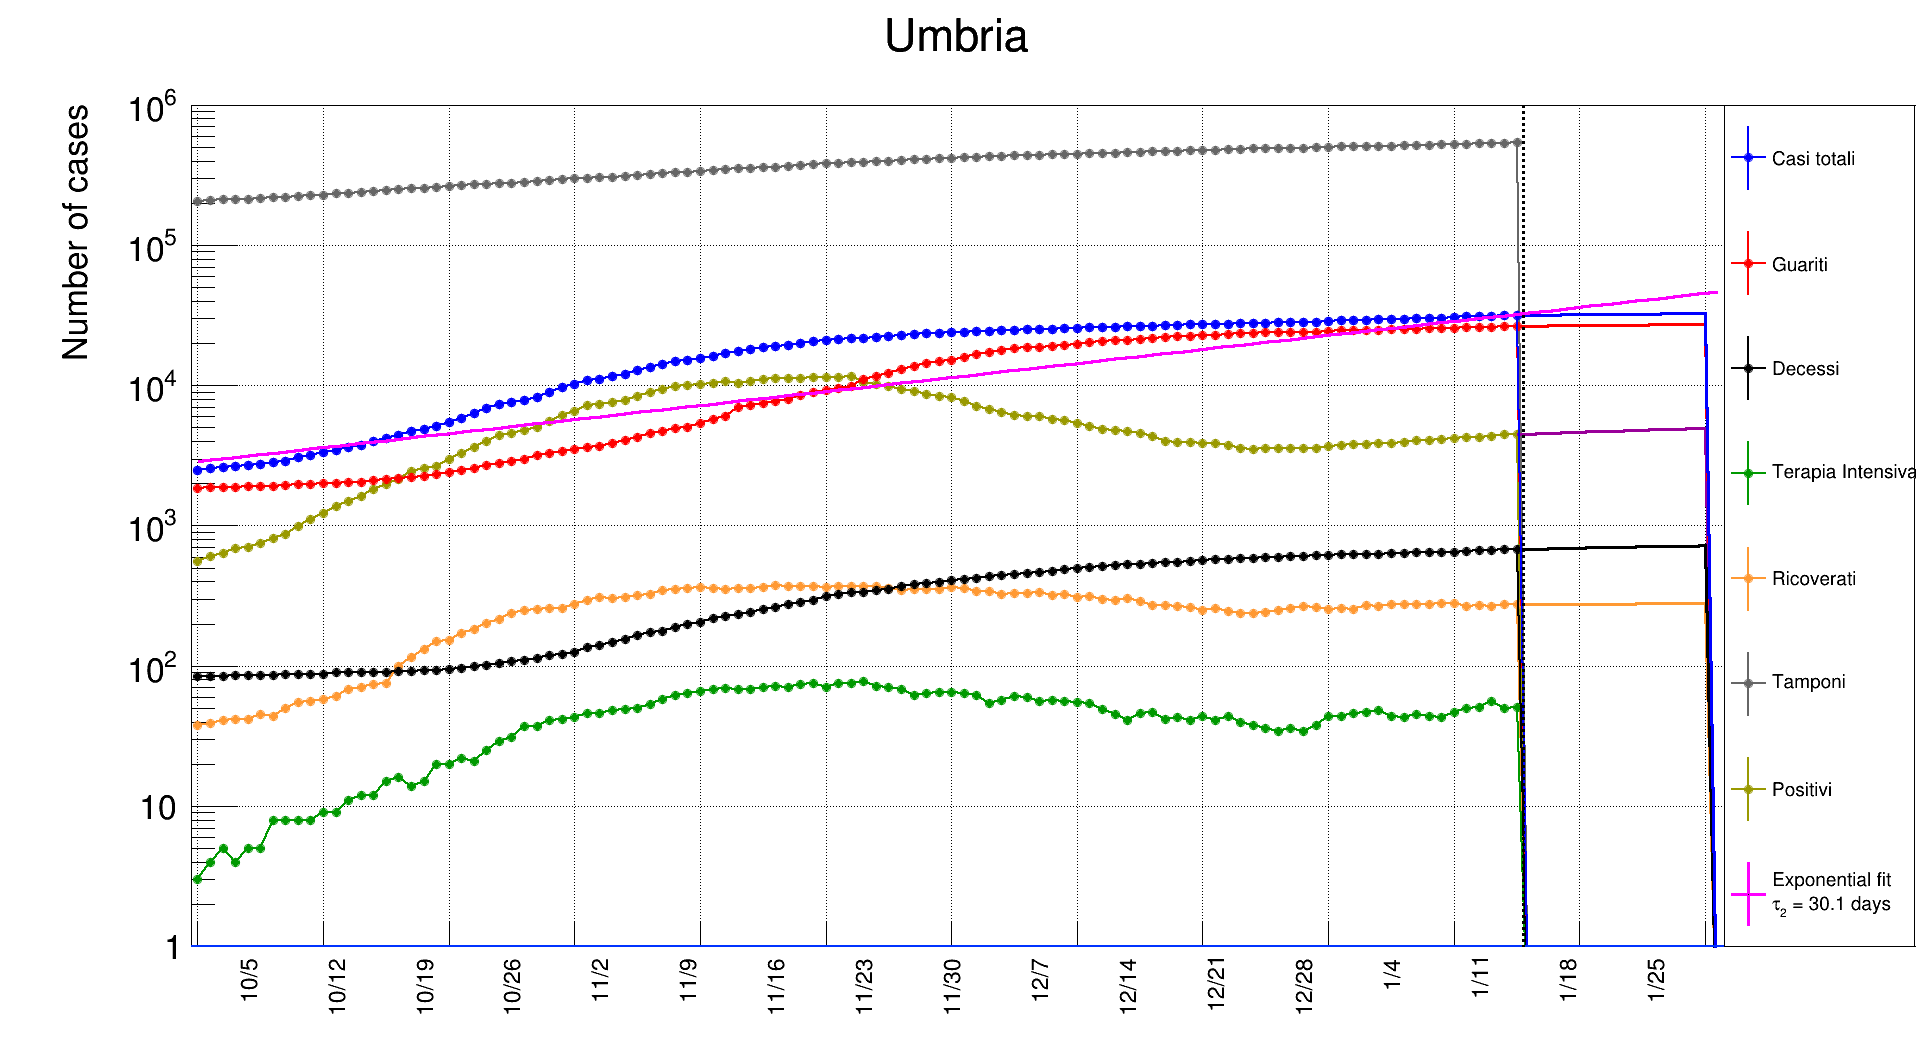 Umbria
Number of cases
10^6
10^5
10^4
10^3
10^2
10
1
10/5
10/12
10/19
10/26
11/2
11/9
11/16
11/23
11/30
12/7
12/14
12/21
12/28
1/4
1/11
1/18
1/25
Casi totali
Guariti
Decessi
Terapia Intensiva
Ricoverati
Tamponi
Positivi
Exponential fit
τ_2 = 30.1 days